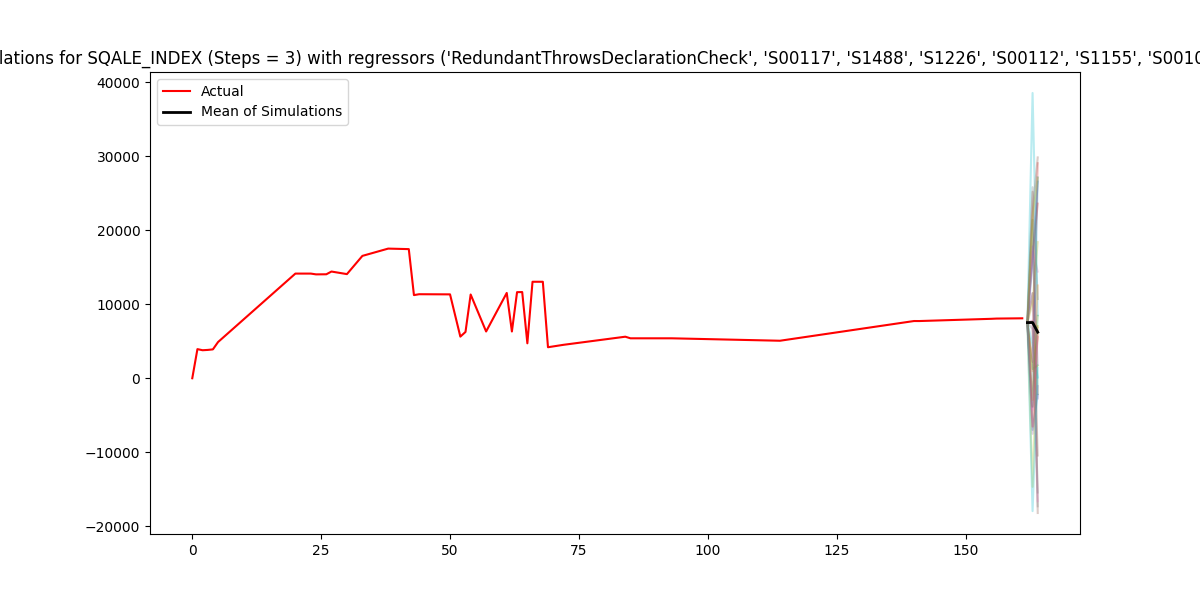 lations for SQALE_INDEX (Steps = 3) with regressors ('RedundantThrowsDeclarationCheck', 'S00117', 'S1488', 'S1226', 'S00112', 'S1155', 'S0010
40000
30000
20000
10000
0
−10000
−20000
Actual
Mean of Simulations
0 25 50 75 100 125 150